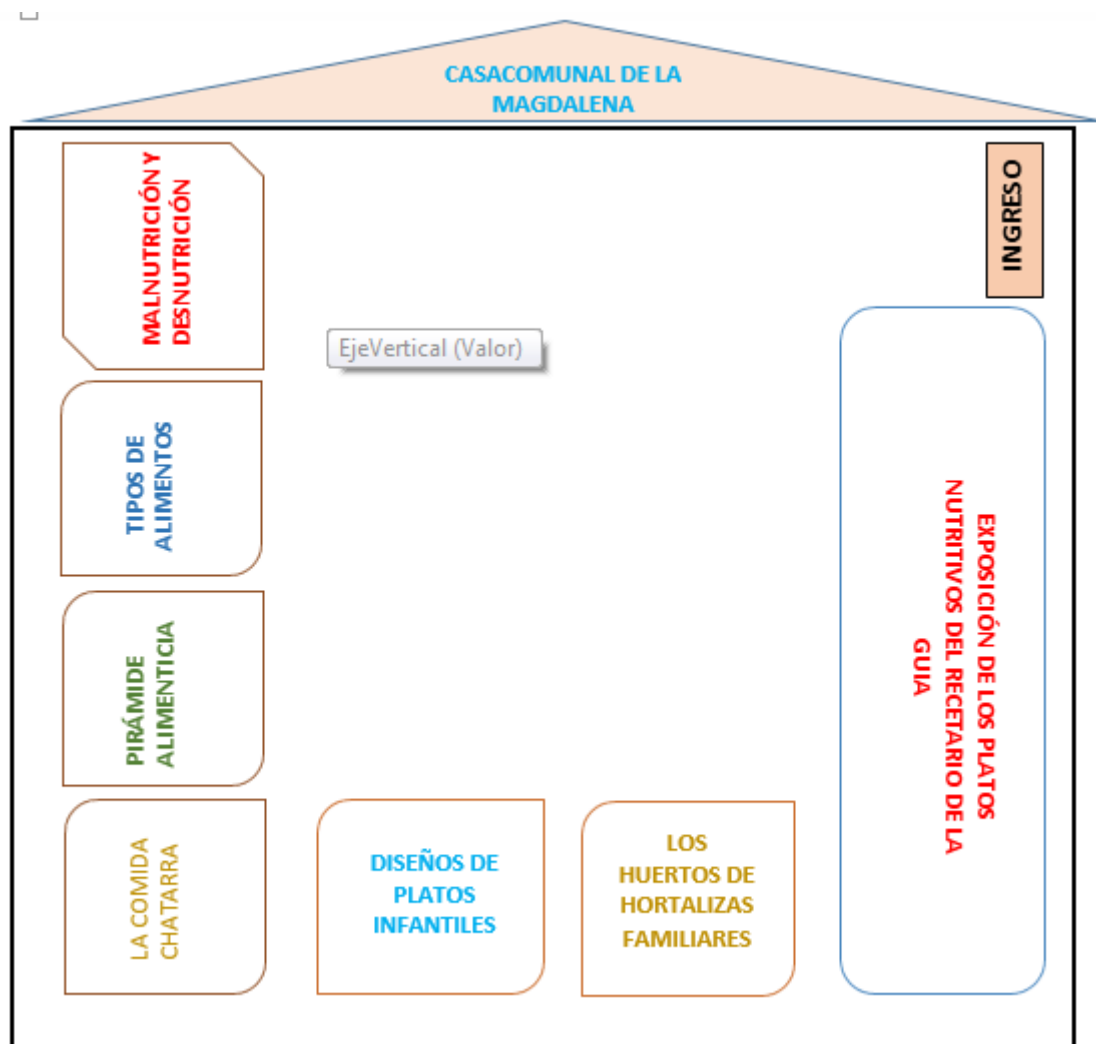 CASACOMUNAL DE LA
MAGDALENA
MALNUTRICIÓN Y
DESNUTRICIÓN
INGRESO
EjeVertical (Valor)
TIPOS DE
ALIMENTOS
EXPOSICIÓN DE LOS PLATOS
NUTRITIVOS DEL RECETARIO DE LA
GUIA
PIRÁMIDE
ALIMENTICIA
LA COMIDA
CHATARRA
DISEÑOS DE
PLATOS
INFANTILES
LOS
HUERTOS DE
HORTALIZAS
FAMILIARES